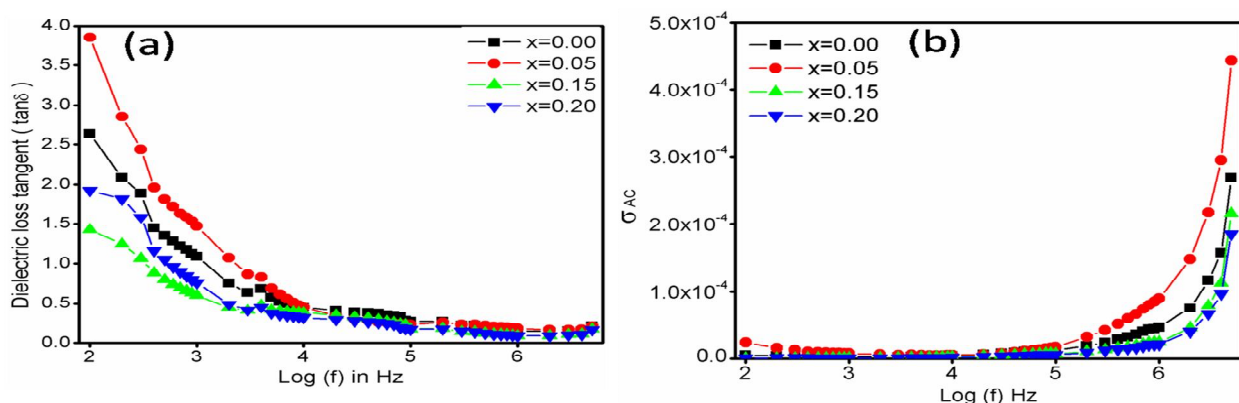 (a)
Dielectric loss tangent ( tanδ )
4.0
3.5
3.0
2.5
2.0
1.5
1.0
0.5
0.0
x=0.00
x=0.05
x=0.15
x=0.20
2 3 4 5 6
Log (f) in Hz
(b)
σ AC
5.0x10⁻⁴
4.0x10⁻⁴
3.0x10⁻⁴
2.0x10⁻⁴
1.0x10⁻⁴
0.0
x=0.00
x=0.05
x=0.15
x=0.20
2 3 4 5 6
Log (f) Hz